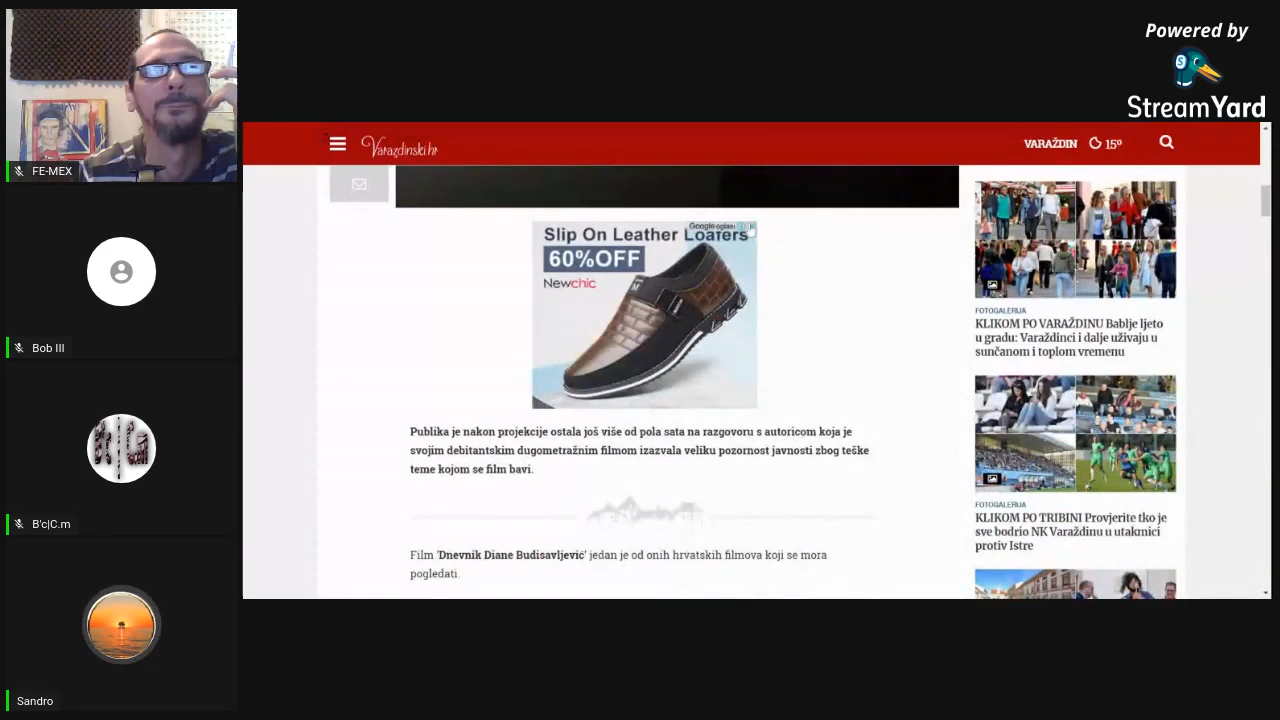 Powered by
StreamYard
FE-MEX
Bob III
B'c|C.m
Sandro
Varaždinski.hr
VARAŽDIN 15º
Google oglasi
Slip On Leather Loafers
60%OFF
Newchic
Publika je nakon projekcije ostala još više od pola sata na razgovoru s autoricom koja je
svojim debitantskim dugometražnim filmom izazvala veliku pozornost javnosti zbog teške
teme kojom se film bavi.
Film 'Dnevnik Diane Budisavljević' jedan je od onih hrvatskih filmova koji se mora
pogledati.
FOTOGALERIJA
KLIKOM PO VARAŽDINU Bablje ljeto
u gradu: Varaždinci i dalje uživaju u
sunčanom i toplom vremenu
FOTOGALERIJA
KLIKOM PO TRIBINI Provjerite tko je
sve bodrio NK Varaždinu u utakmici
protiv Istre